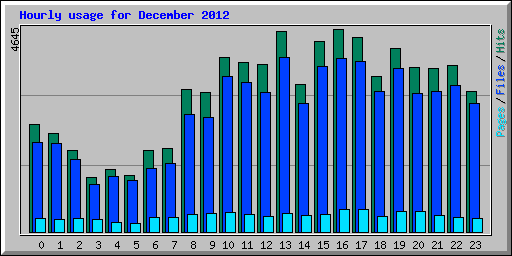 Hourly usage for December 2012
4645
Pages/Files/Hits
0 1 2 3 4 5 6 7 8 9 10 11 12 13 14 15 16 17 18 19 20 21 22 23